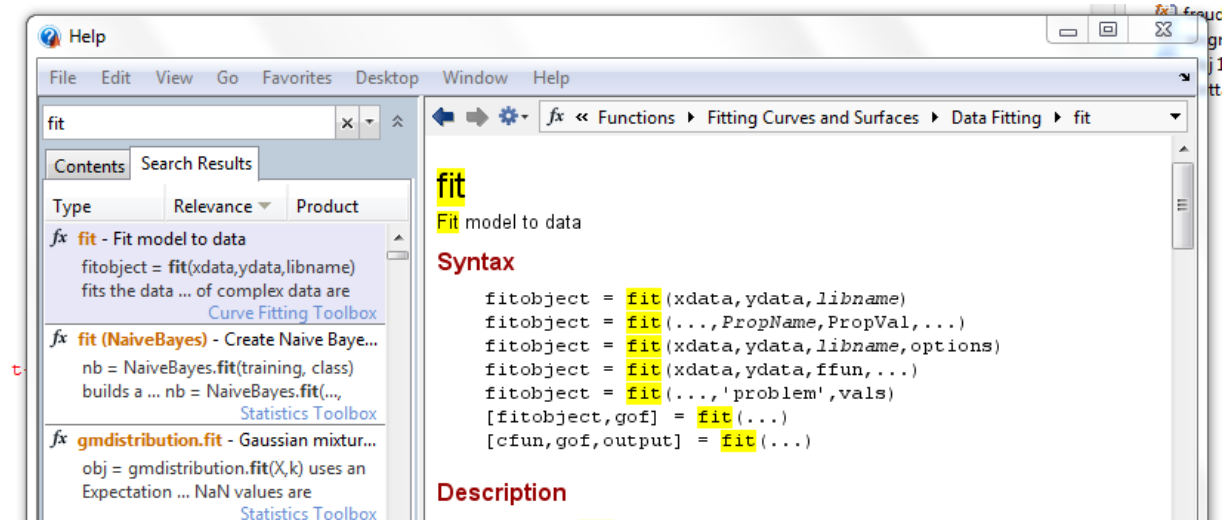 Help
File Edit View Go Favorites Desktop Window Help
fit
Contents Search Results
Type Relevance Product
fx fit - Fit model to data
fitobject = fit(xdata,ydata,libname)
fits the data ... of complex data are
Curve Fitting Toolbox
fx fit (NaiveBayes) - Create Naive Baye...
nb = NaiveBayes.fit(training, class)
builds a ... nb = NaiveBayes.fit(...,
Statistics Toolbox
fx gmdistribution.fit - Gaussian mixtur...
obj = gmdistribution.fit(X,k) uses an
Expectation ... NaN values are
Statistics Toolbox
fx « Functions ▸ Fitting Curves and Surfaces ▸ Data Fitting ▸ fit
fit
Fit model to data
Syntax
fitobject = fit(xdata,ydata,libname)
fitobject = fit(...,PropName,PropVal,...)
fitobject = fit(xdata,ydata,libname,options)
fitobject = fit(xdata,ydata,ffun,...)
fitobject = fit(...,'problem',vals)
[fitobject,gof] = fit(...)
[cfun,gof,output] = fit(...)
Description